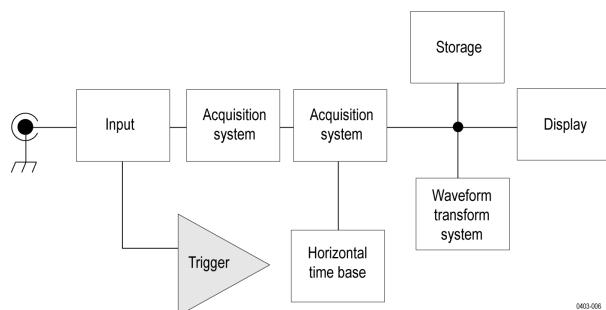 Storage
Input
Acquisition
system
Acquisition
system
Display
Waveform
transform
system
Trigger
Horizontal
time base
0403-006